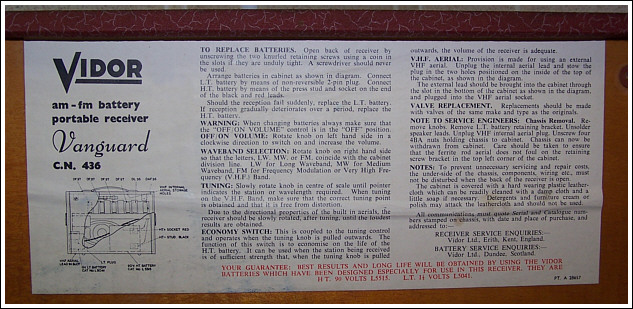 VIDOR
am-fm battery
portable receiver
Vanguard
C.N. 436
TO REPLACE BATTERIES. Open back of receiver by
unscrewing the two knurled retaining screws using a coin in
the slots if they are unduly tight. A screw-driver should never
be used.
Arrange batteries in cabinet as shown in diagram. Connect
L.T. battery by means of non-reversible 2-pin plug. Connect
H.T. battery by means of the press stud and socket on the end
of the black and red leads.
Should the reception fail suddenly, replace the L.T. battery.
If reception gradually deteriorates over a period, replace the
H.T. battery.
WARNING: When changing batteries always make sure that
the "OFF/ON VOLUME" control is in the "OFF" position.
OFF/ON VOLUME: Rotate knob on left hand side in a
clockwise direction to switch on and increase the volume.
WAVEBAND SELECTION: Rotate knob on right hand side
so that the letters, L.W. MW. or FM. coincide with the cabinet
division line. LW for Long Waveband, MW for Medium
Waveband, FM for Frequency Modulation or Very High Fre-
quency (V.H.F.) Band.
TUNING: Slowly rotate knob in centre of scale until pointer
indicates the station or wavelength required. When tuning
on the V.H.F. Band, make sure that the correct tuning point
is obtained and that it is free from distortion.
Due to the directional properties of the built in aerials, the
receiver should be slowly rotated, after tuning, until the loudest
results are obtained.
ECONOMY SWITCH: This is coupled to the tuning control
and operates when the tuning knob is pulled outwards. The
function of this switch is to economise on the life of the
H.T. battery. It can be used when the station being received
is of sufficient strength that, when the tuning knob is pulled
outwards, the volume of the receiver is adequate.
V.H.F. AERIAL: Provision is made for using an external
VHF aerial. Unplug the internal aerial lead and stow the
plug in the two holes positioned on the inside of the top of
the cabinet, as shown in the diagram.
The external lead should be brought into the cabinet through
the slot in the bottom of the cabinet as shown in the diagram,
and plugged into the VHF aerial socket.
VALVE REPLACEMENT. Replacements should be made
with valves of the same make and type as the originals.
NOTE TO SERVICE ENGINEERS: Chassis Removal. Re-
move knobs. Remove L.T. battery retaining bracket. Unsolder
speaker leads. Unplug VHF internal aerial plug. Unscrew four
4BA nuts holding chassis to cabinet. Chassis can now be
withdrawn from cabinet. Care should be taken to ensure
that the ferrite rod aerial does not foul on the retaining
screw bracket in the top left corner of the cabinet.
NOTES: To prevent unnecessary servicing and repair costs,
the under-side of the chassis, components, wiring etc., must
not be disturbed when the back of the receiver is open.
The cabinet is covered with a hard wearing plastic leather-
cloth which can be readily cleaned with a damp cloth and a
little soap if necessary. Detergents and furniture cream or
polish may attack the leathercloth and should not be used.
All communications must quote Serial and Catalogue num-
bers stamped on chassis, with date and place of purchase, and
addressed to:—
RECEIVER SERVICE ENQUIRIES:—
Vidor Ltd., Erith, Kent, England.
BATTERY SERVICE ENQUIRIES:—
Vidor Ltd., Dundee, Scotland.
YOUR GUARANTEE: BEST RESULTS AND LONG LIFE WILL BE OBTAINED BY USING THE VIDOR
BATTERIES WHICH HAVE BEEN DESIGNED ESPECIALLY FOR USE IN THIS RECEIVER. THEY ARE
H.T. 90 VOLTS L5515. L.T. 1½ VOLTS L5041.